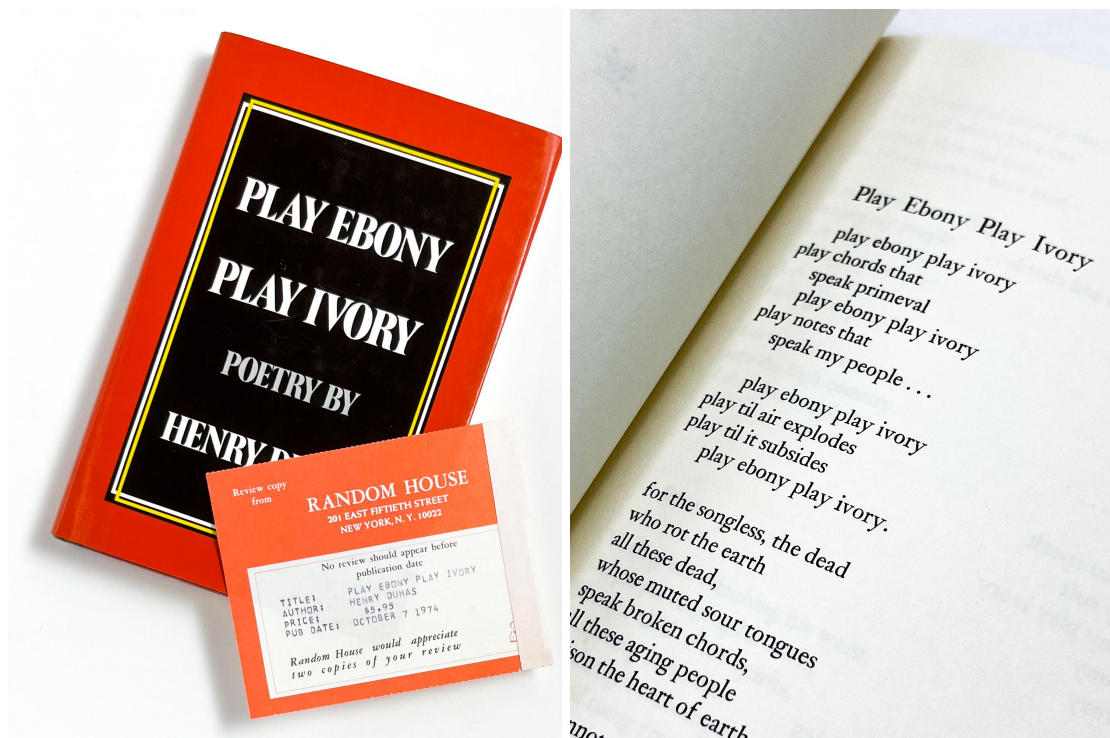 PLAY EBONY
PLAY IVORY
POETRY BY
HENRY
Review copy
from
RANDOM HOUSE
201 EAST FIFTIETH STREET
NEW YORK, N. Y. 10022
No review should appear before
publication date
TITLE: PLAY EBONY PLAY IVORY
AUTHOR: HENRY DUMAS
PRICE: $5.95
PUB DATE: OCTOBER 7 1974
Random House would appreciate
two copies of your review
Play Ebony Play Ivory
play ebony play ivory
play chords that
speak primeval
play ebony play ivory
play notes that
speak my people . . .
play ebony play ivory
play til air explodes
play til it subsides
play ebony play ivory.
for the songless, the dead
who rot the earth
all these dead,
whose muted sour tongues
speak broken chords,
all these aging people
the heart of earth